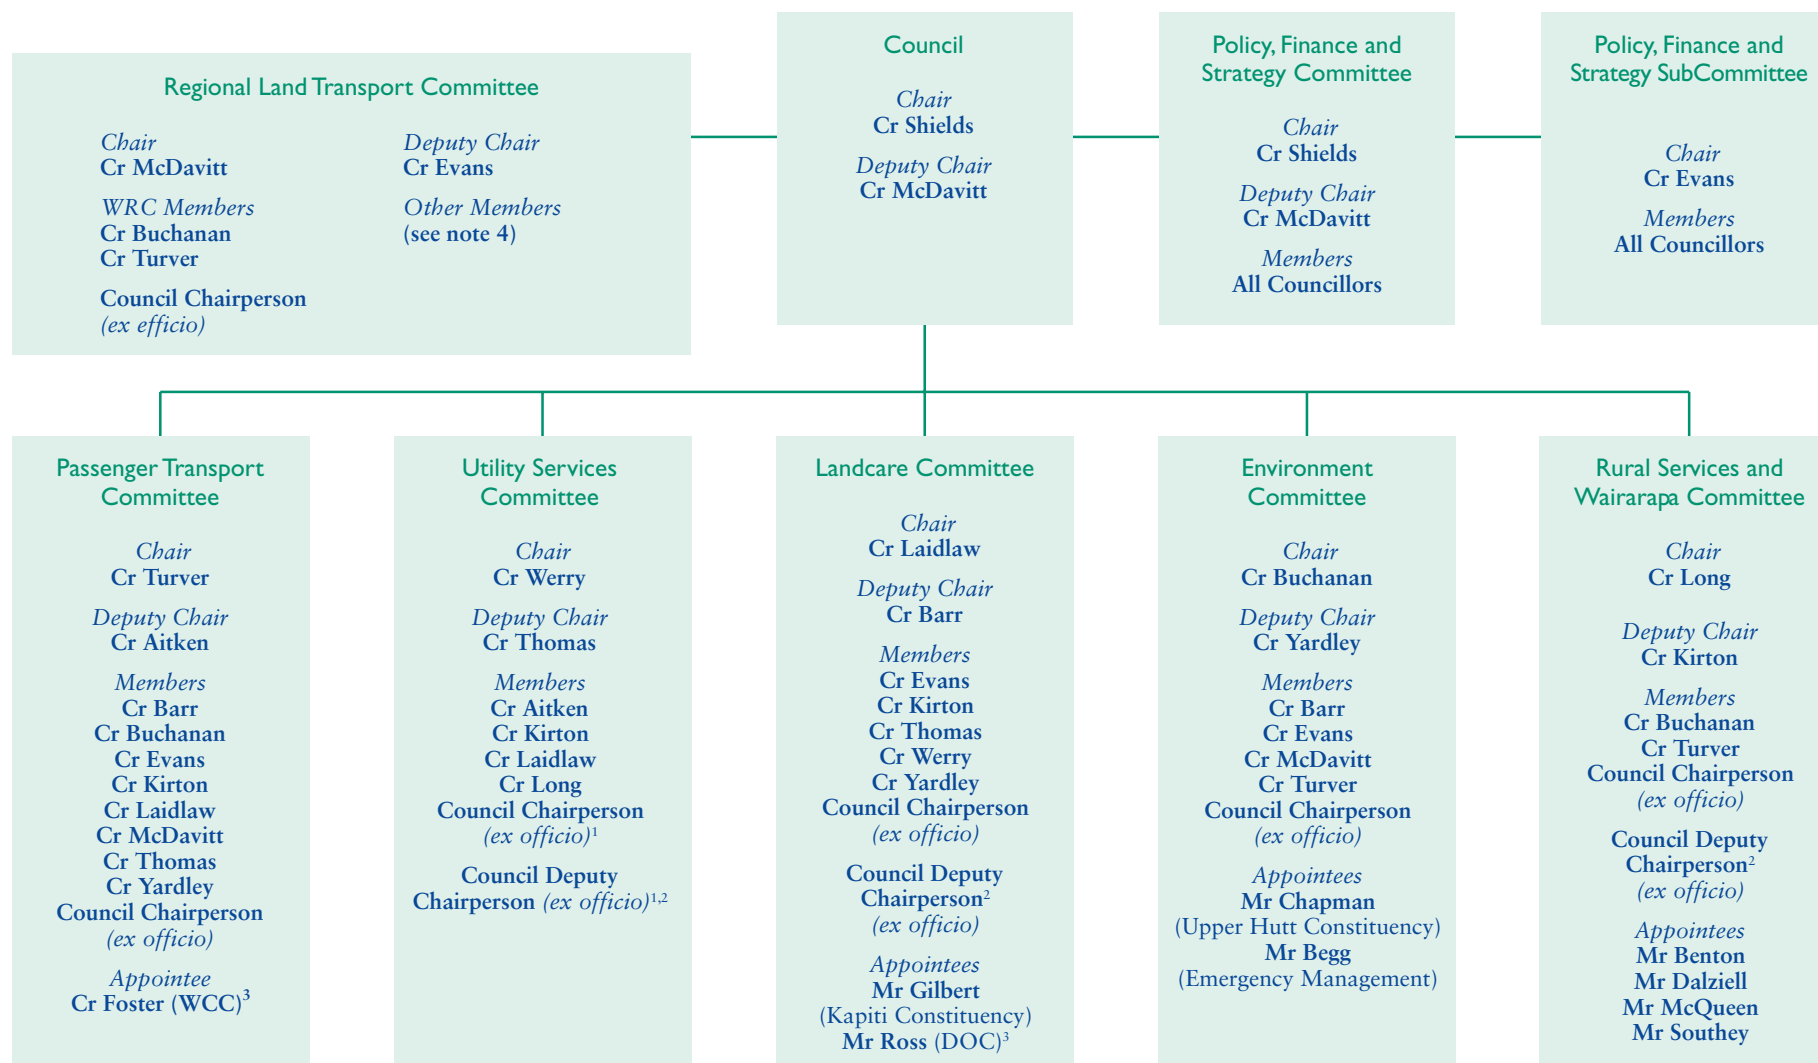 Regional Land Transport Committee
Chair
Cr McDavitt
WRC Members
Cr Buchanan
Cr Turver
Council Chairperson
(ex efficio)
Deputy Chair
Cr Evans
Other Members
(see note 4)
Council
Chair
Cr Shields
Deputy Chair
Cr McDavitt
Policy, Finance and
Strategy Committee
Chair
Cr Shields
Deputy Chair
Cr McDavitt
Members
All Councillors
Policy, Finance and
Strategy SubCommittee
Chair
Cr Evans
Members
All Councillors
Passenger Transport
Committee
Chair
Cr Turver
Deputy Chair
Cr Aitken
Members
Cr Barr
Cr Buchanan
Cr Evans
Cr Kirton
Cr Laidlaw
Cr McDavitt
Cr Thomas
Cr Yardley
Council Chairperson
(ex officio)
Appointee
Cr Foster (WCC)³
Utility Services
Committee
Chair
Cr Werry
Deputy Chair
Cr Thomas
Members
Cr Aitken
Cr Kirton
Cr Laidlaw
Cr Long
Council Chairperson
(ex officio)¹
Council Deputy
Chairperson (ex officio)¹,²
Landcare Committee
Chair
Cr Laidlaw
Deputy Chair
Cr Barr
Members
Cr Evans
Cr Kirton
Cr Thomas
Cr Werry
Cr Yardley
Council Chairperson
(ex officio)
Council Deputy
Chairperson²
(ex officio)
Appointees
Mr Gilbert
(Kapiti Constituency)
Mr Ross (DOC)³
Environment
Committee
Chair
Cr Buchanan
Deputy Chair
Cr Yardley
Members
Cr Barr
Cr Evans
Cr McDavitt
Cr Turver
Council Chairperson
(ex officio)
Appointees
Mr Chapman
(Upper Hutt Constituency)
Mr Begg
(Emergency Management)
Rural Services and
Wairarapa Committee
Chair
Cr Long
Deputy Chair
Cr Kirton
Members
Cr Buchanan
Cr Turver
Council Chairperson
(ex officio)
Council Deputy
Chairperson²
(ex officio)
Appointees
Mr Benton
Mr Dalziell
Mr McQueen
Mr Southey